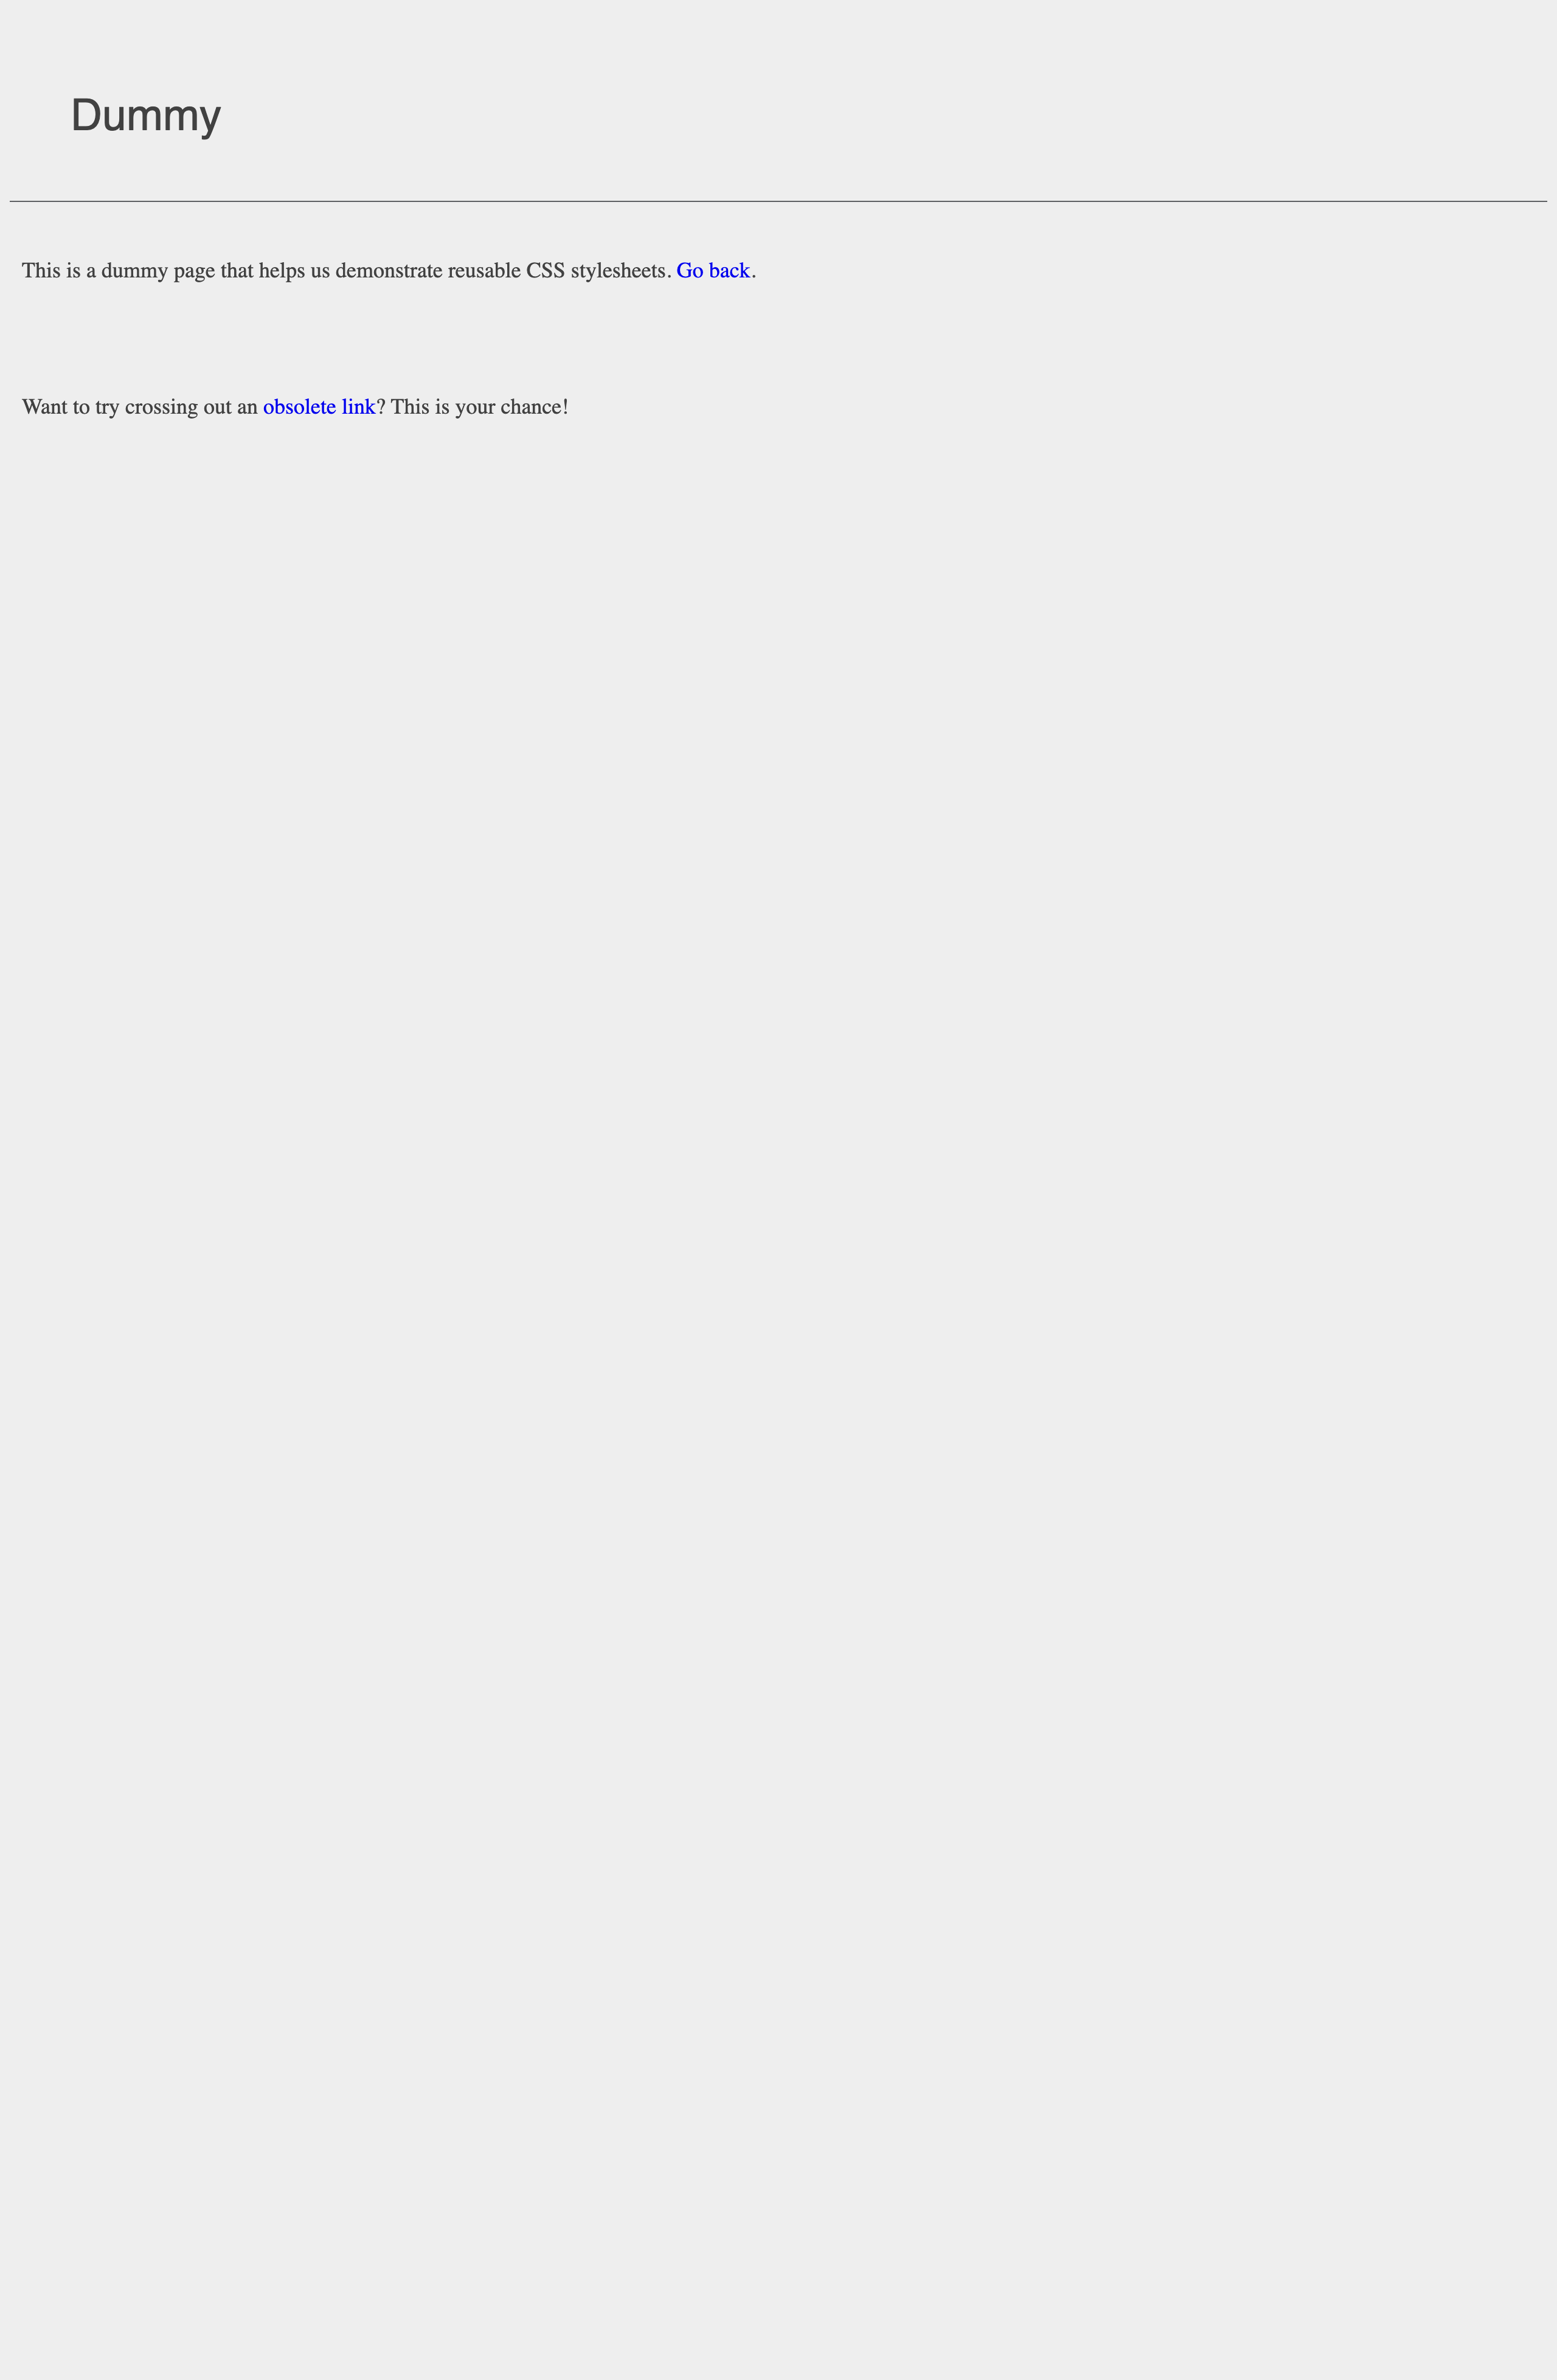 Dummy
This is a dummy page that helps us demonstrate reusable CSS stylesheets. Go back.
Want to try crossing out an obsolete link? This is your chance!